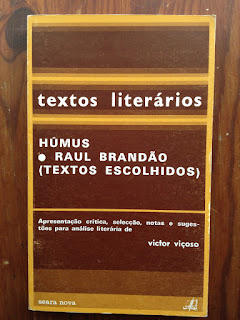 textos literários
HÚMUS
RAUL BRANDÃO
(TEXTOS ESCOLHIDOS)
Apresentação crítica, selecção, notas e suges-
tões para análise literária de
victor viçoso
seara nova